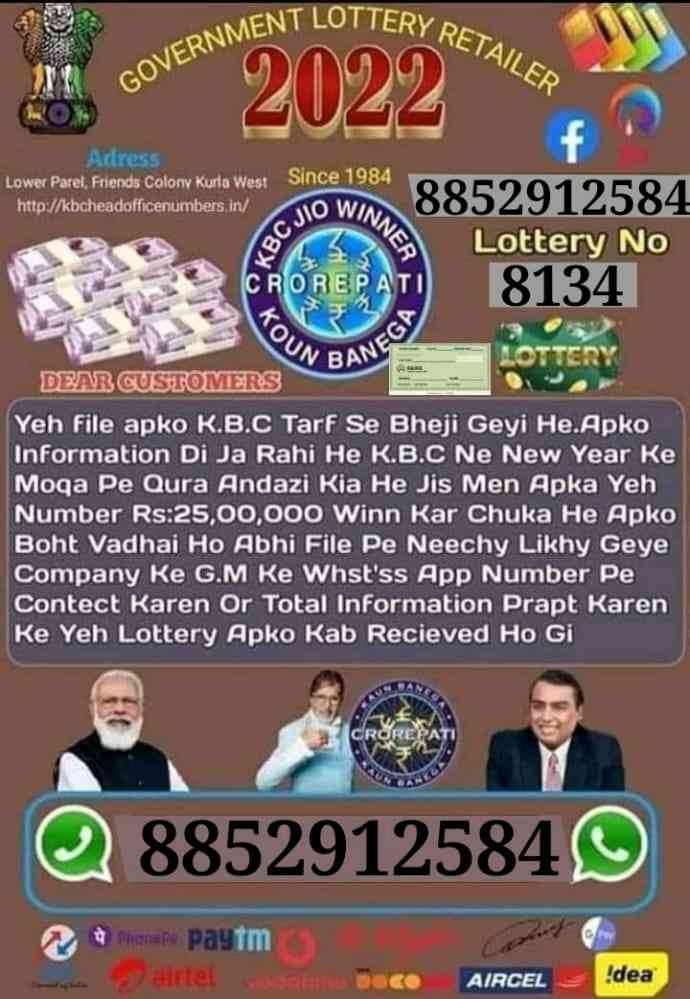 GOVERNMENT LOTTERY RETAILER
2022
Adress
Lower Parel, Friends Colony Kurla West
http://kbcheadofficenumbers.in/
Since 1984
8852912584
Lottery No
8134
KBC JIO WINNER
CROREPATI
KOUN BANEGA
LOTTERY
DEAR CUSTOMERS
Yeh file apko K.B.C Tarf Se Bheji Geyi He.Apko
Information Di Ja Rahi He K.B.C Ne New Year Ke
Moqa Pe Qura Andazi Kia He Jis Men Apka Yeh
Number Rs:25,00,000 Winn Kar Chuka He Apko
Boht Vadhai Ho Abhi File Pe Neechy Likhy Geye
Company Ke G.M Ke Whst'ss App Number Pe
Contect Karen Or Total Information Prapt Karen
Ke Yeh Lottery Apko Kab Recieved Ho Gi
KAUN BANEGA
CROREPATI
KAUN BANEGA
8852912584
PhonePe paytm
airtel vodafone AIRCEL !dea